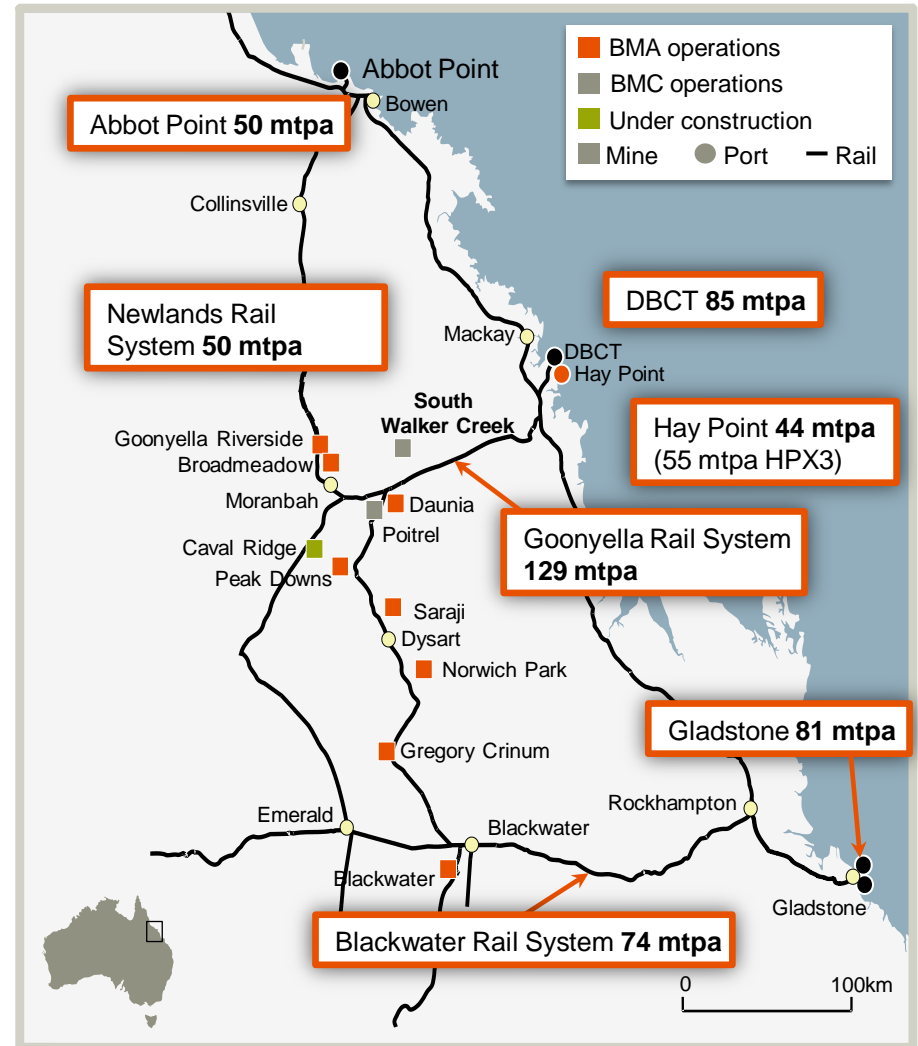 Abbot Point
BMA operations
BMC operations
Under construction
Mine Port Rail
Bowen
Abbot Point 50 mtpa
Collinsville
Newlands Rail
System 50 mtpa
DBCT 85 mtpa
Mackay
DBCT
Hay Point
South
Walker Creek
Hay Point 44 mtpa
(55 mtpa HPX3)
Goonyella Riverside
Broadmeadow
Moranbah
Daunia
Poitrel
Goonyella Rail System
129 mtpa
Caval Ridge
Peak Downs
Saraji
Dysart
Norwich Park
Gladstone 81 mtpa
Gregory Crinum
Rockhampton
Emerald
Blackwater
Blackwater
Gladstone
Blackwater Rail System 74 mtpa
0 100km